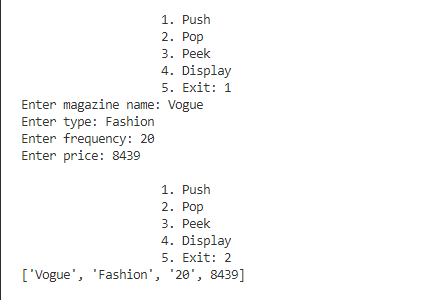 1. Push
2. Pop
3. Peek
4. Display
5. Exit: 1
Enter magazine name: Vogue
Enter type: Fashion
Enter frequency: 20
Enter price: 8439
1. Push
2. Pop
3. Peek
4. Display
5. Exit: 2
['Vogue', 'Fashion', '20', 8439]